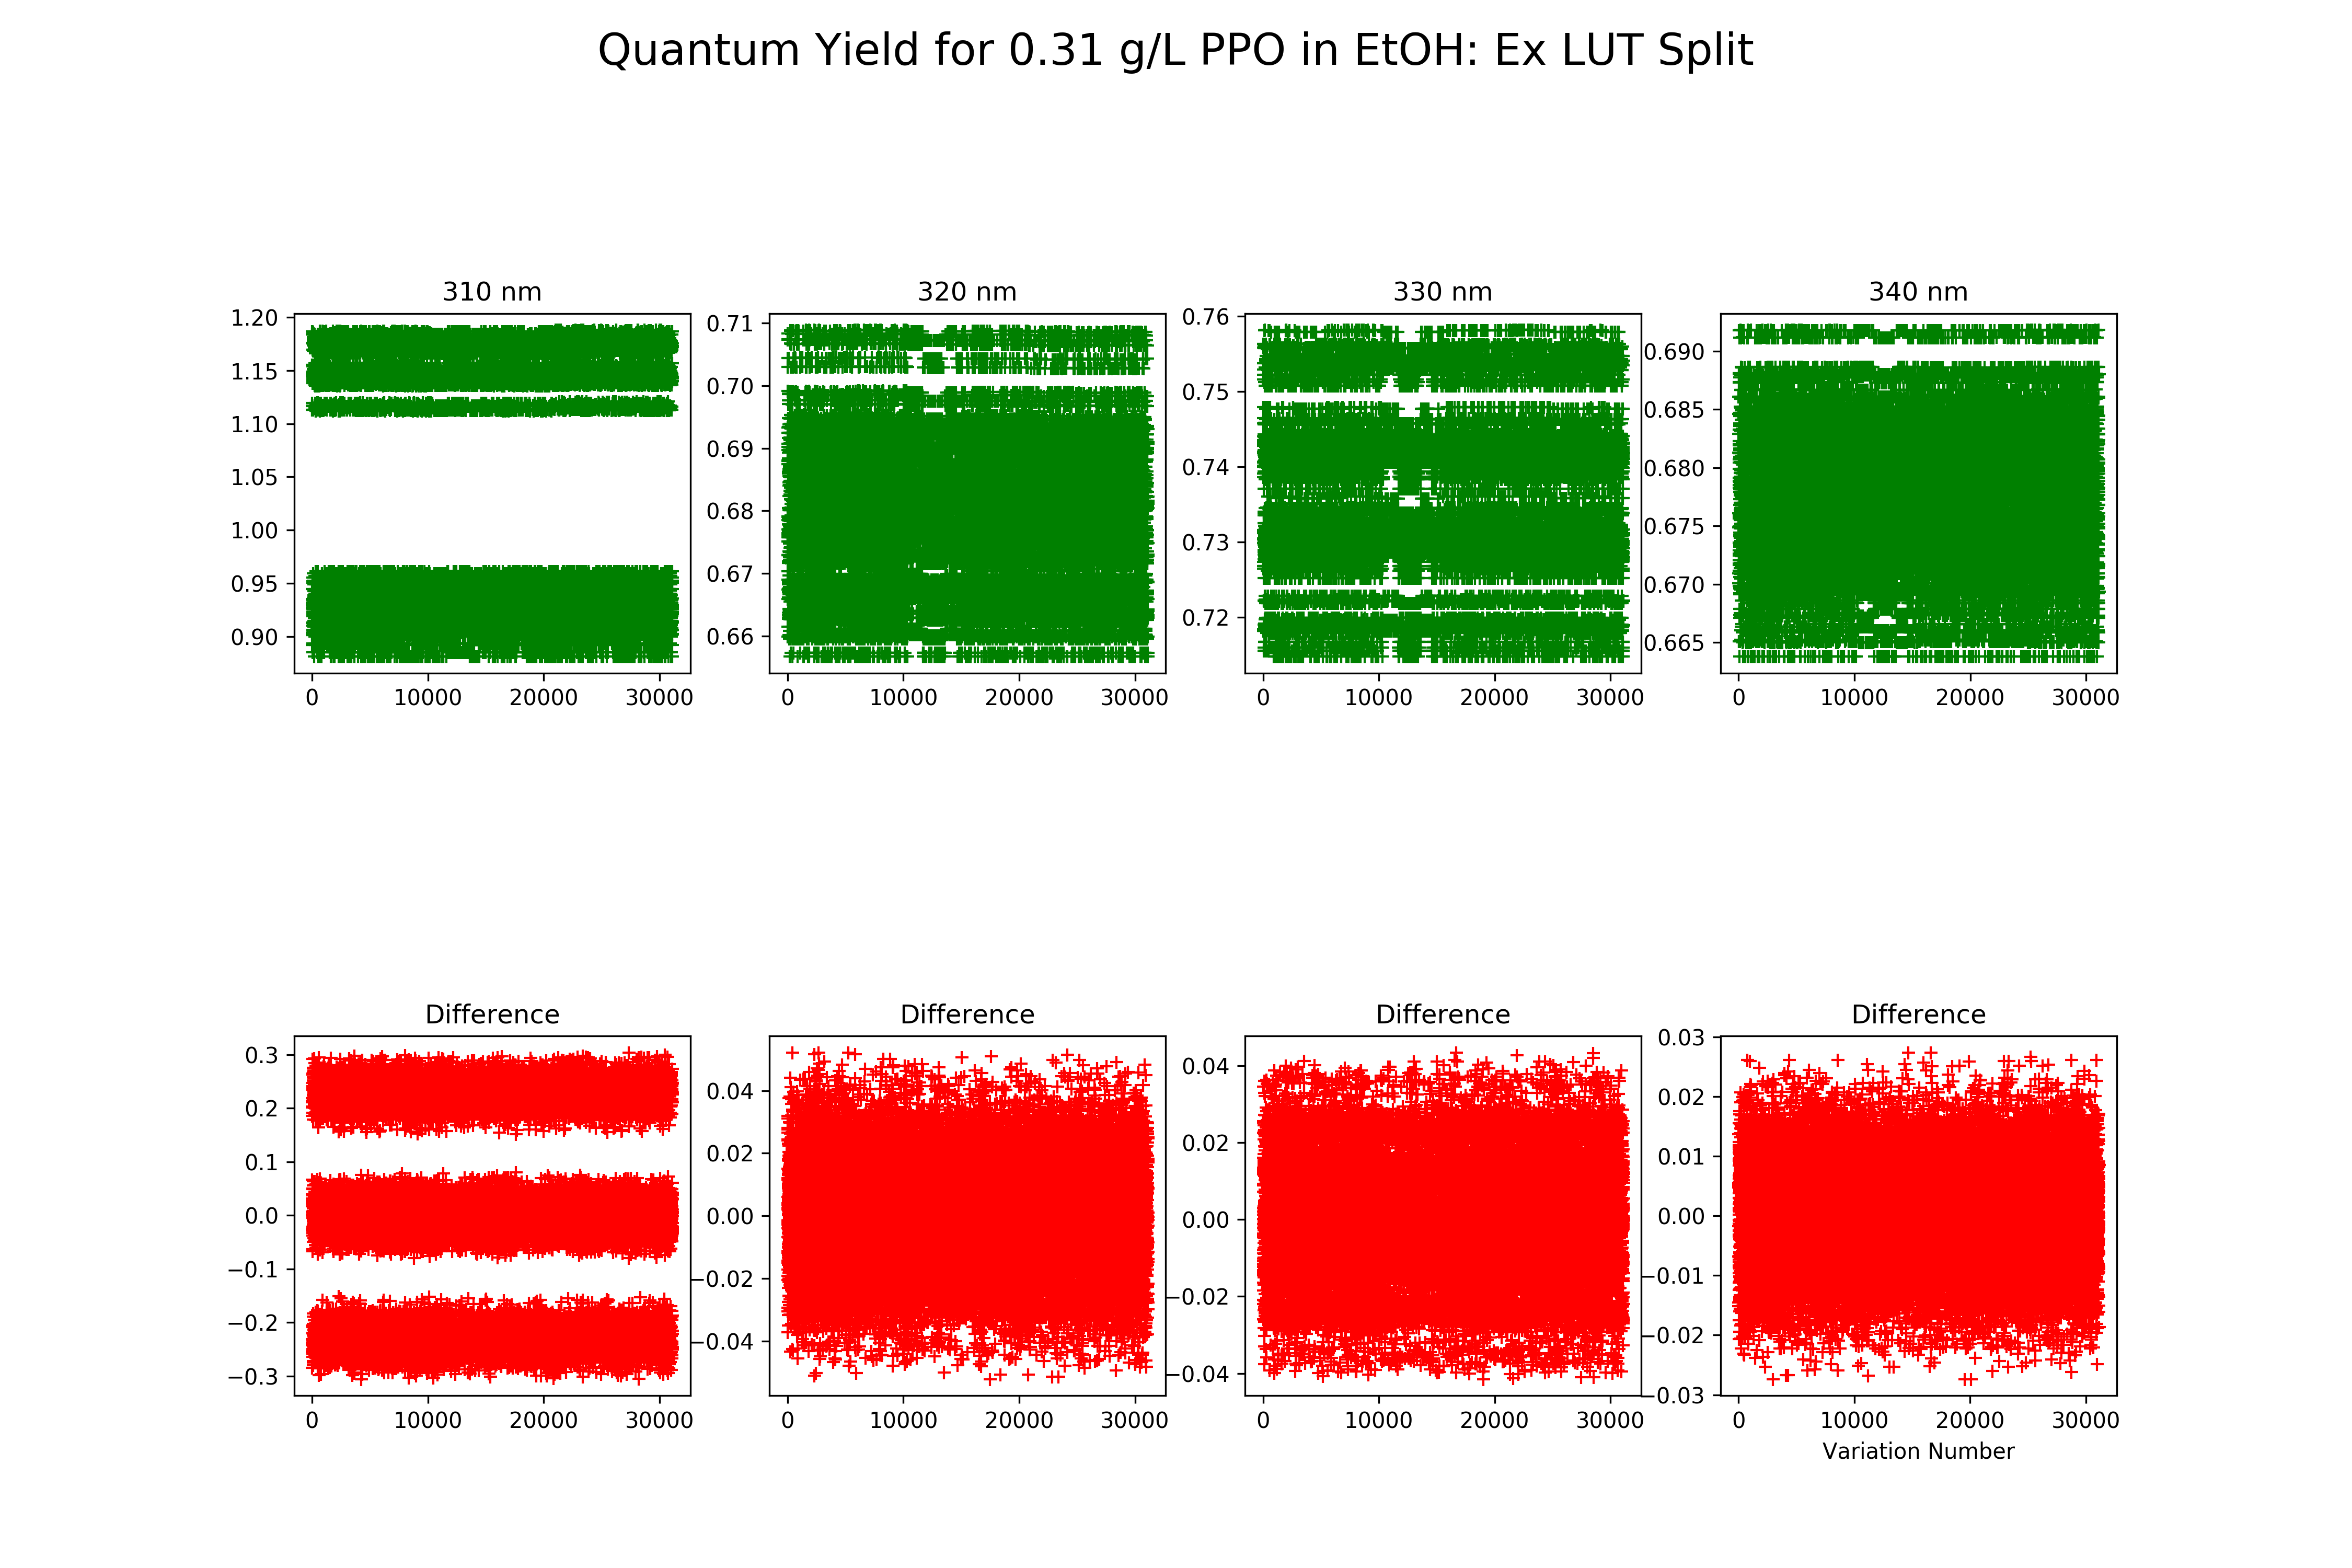 Quantum Yield for 0.31 g/L PPO in EtOH: Ex LUT Split
310 nm
320 nm
330 nm
340 nm
1.20
1.15
1.10
1.05
1.00
0.95
0.90
0 10000 20000 30000
0.71
0.70
0.69
0.68
0.67
0.66
0 10000 20000 30000
0.76
0.75
0.74
0.73
0.72
0 10000 20000 30000
0.690
0.685
0.680
0.675
0.670
0.665
0 10000 20000 30000
Difference
Difference
Difference
Difference
0.3
0.2
0.1
0.0
−0.1
−0.2
−0.3
0 10000 20000 30000
0.04
0.02
0.00
−0.02
−0.04
0 10000 20000 30000
0.04
0.02
0.00
−0.02
−0.04
0 10000 20000 30000
0.03
0.02
0.01
0.00
−0.01
−0.02
−0.03
0 10000 20000 30000
Variation Number